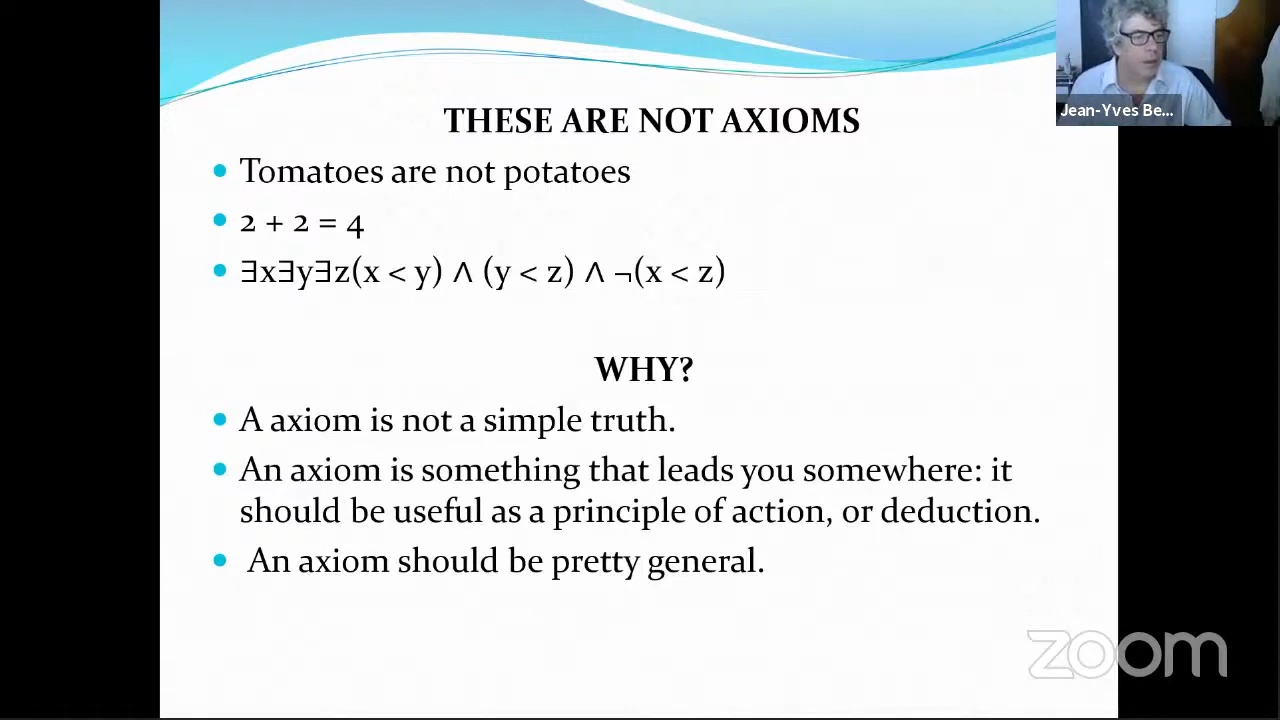 THESE ARE NOT AXIOMS
Jean-Yves Be...
• Tomatoes are not potatoes
• 2 + 2 = 4
• ∃x∃y∃z(x < y) ∧ (y < z) ∧ ¬(x < z)
WHY?
• A axiom is not a simple truth.
• An axiom is something that leads you somewhere: it
should be useful as a principle of action, or deduction.
• An axiom should be pretty general.
zoom